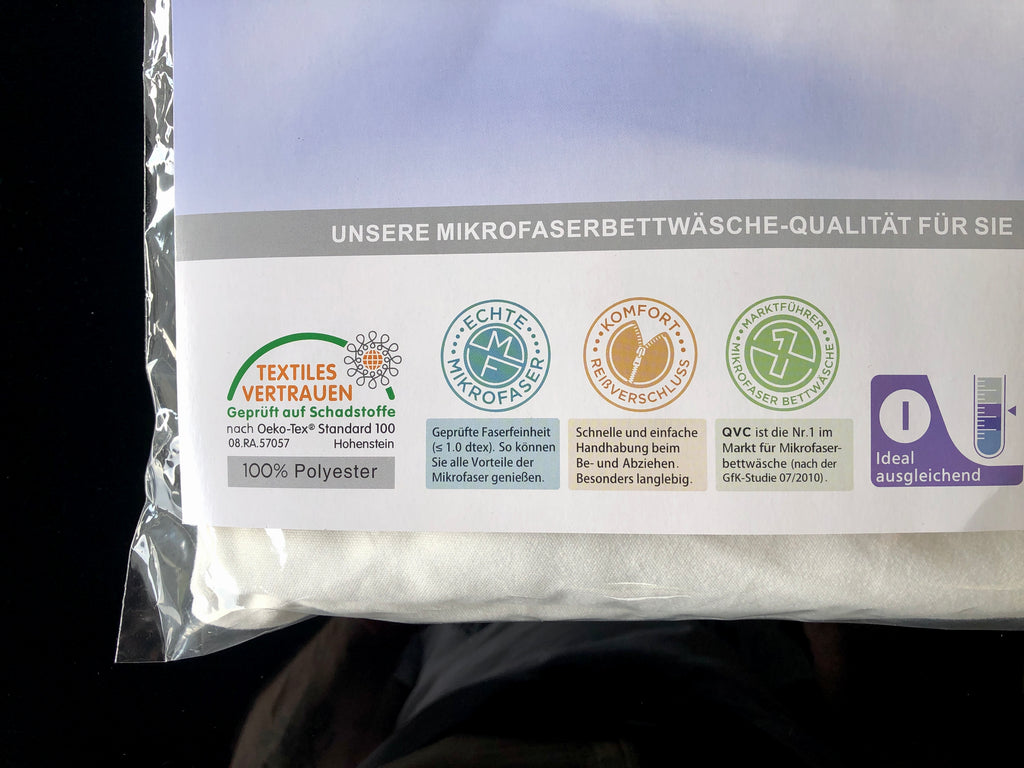 UNSERE MIKROFASERBETTWÄSCHE-QUALITÄT FÜR SIE
TEXTILES
VERTRAUEN
Geprüft auf Schadstoffe
nach Oeko-Tex® Standard 100
08.RA.57057 Hohenstein
100% Polyester
ECHTE
MF
MIKROFASER
Geprüfte Faserfeinheit
(≤ 1.0 dtex). So können
Sie alle Vorteile der
Mikrofaser genießen.
KOMFORT-
REIßVERSCHLUSS
Schnelle und einfache
Handhabung beim
Be- und Abziehen.
Besonders langlebig.
MARKTFÜHRER
1
MIKROFASER BETTWÄSCHE
QVC ist die Nr.1 im
Markt für Mikrofaser-
bettwäsche (nach der
GfK-Studie 07/2010).
I
Ideal
ausgleichend